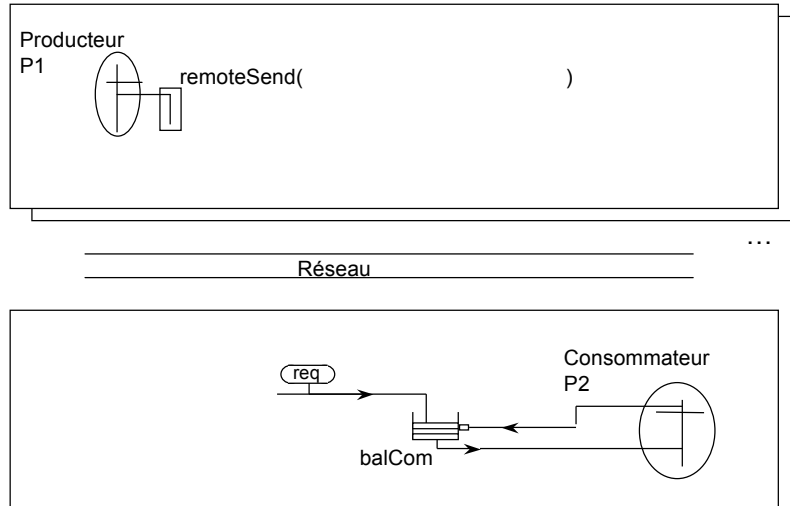 Producteur
P1
remoteSend( )
...
Réseau
req
Consommateur
P2
balCom